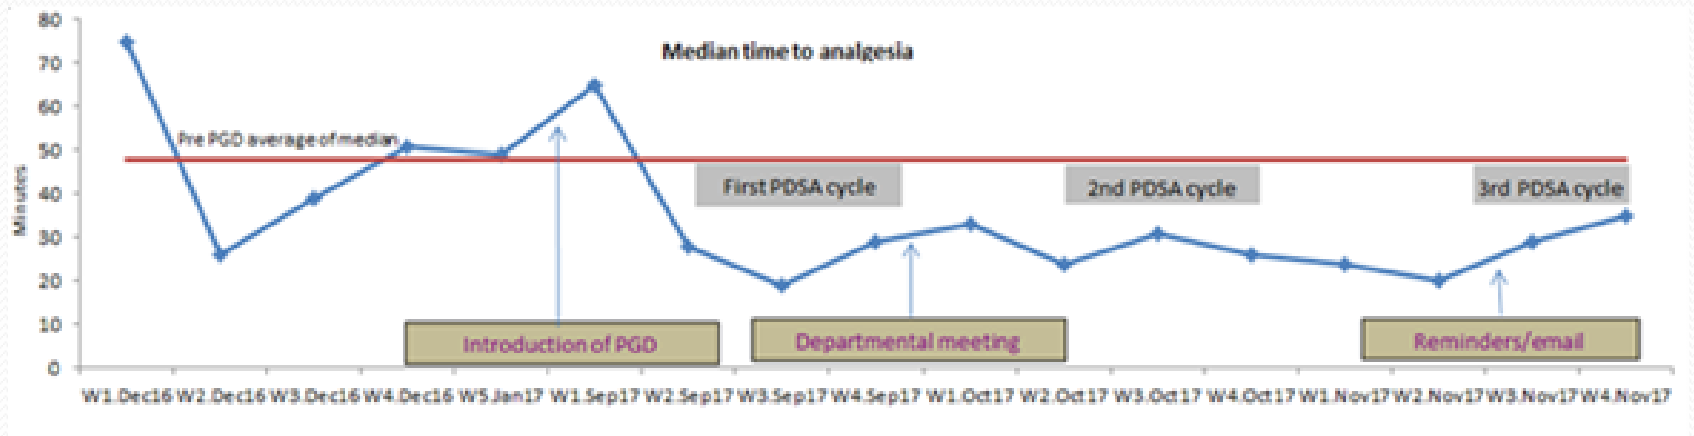 Median time to analgesia
Minutes
80
70
60
50
40
30
20
10
0
Pre PGD average of median
First PDSA cycle
2nd PDSA cycle
3rd PDSA cycle
Introduction of PGD
Departmental meeting
Reminders/email
W1.Dec16 W2.Dec16 W3.Dec16 W4.Dec16 W5.Jan17 W1.Sep17 W2.Sep17 W3.Sep17 W4.Sep17 W1.Oct17 W2.Oct17 W3.Oct17 W4.Oct17 W1.Nov17 W2.Nov17 W3.Nov17 W4.Nov17